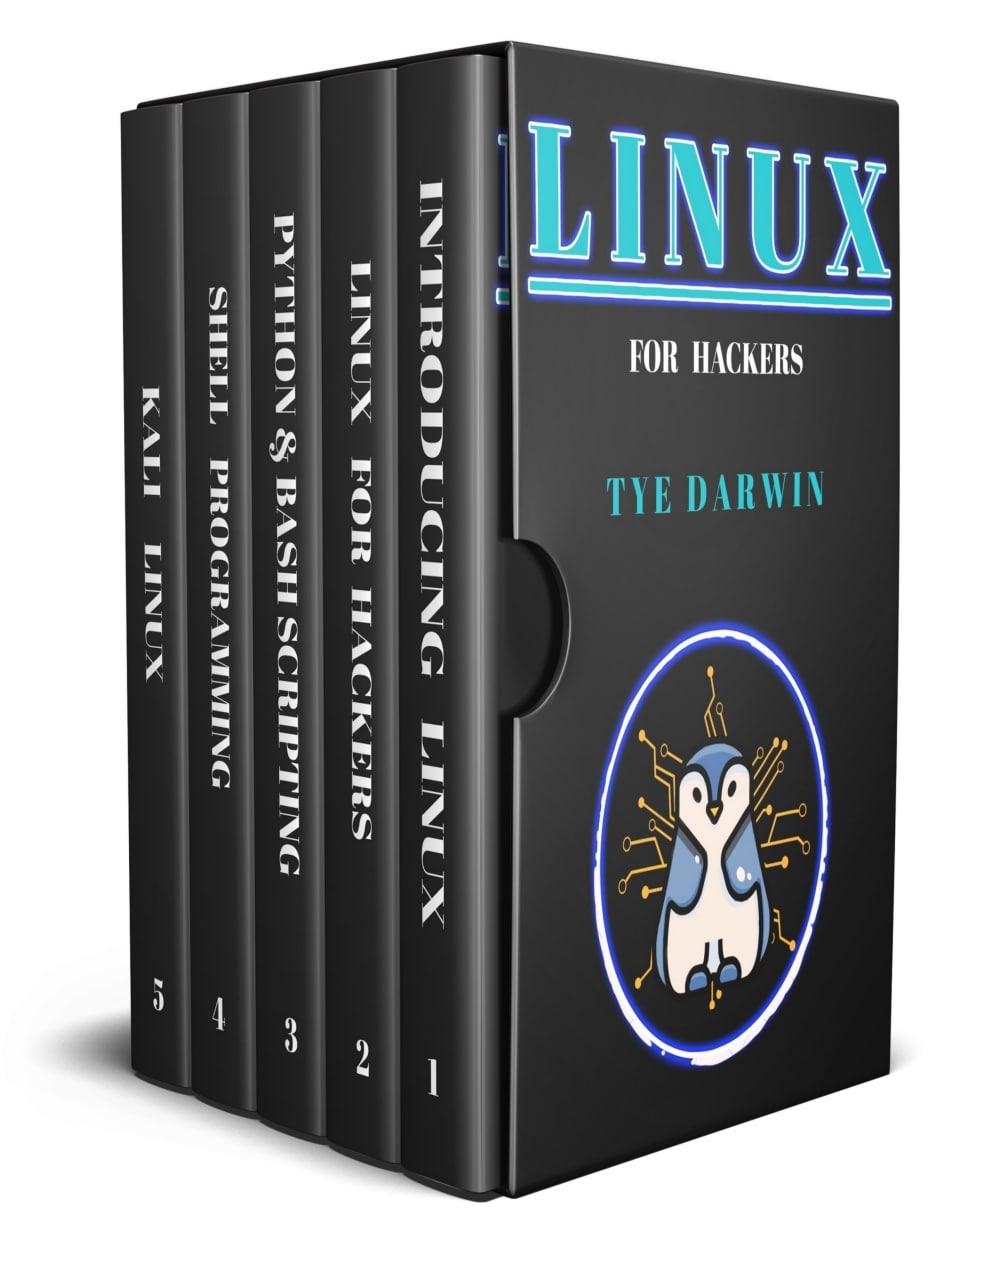 LINUX
FOR HACKERS
TYE DARWIN
KALI LINUX
5
SHELL PROGRAMMING
4
PYTHON & BASH SCRIPTING
3
LINUX FOR HACKERS
2
INTRODUCING LINUX
1